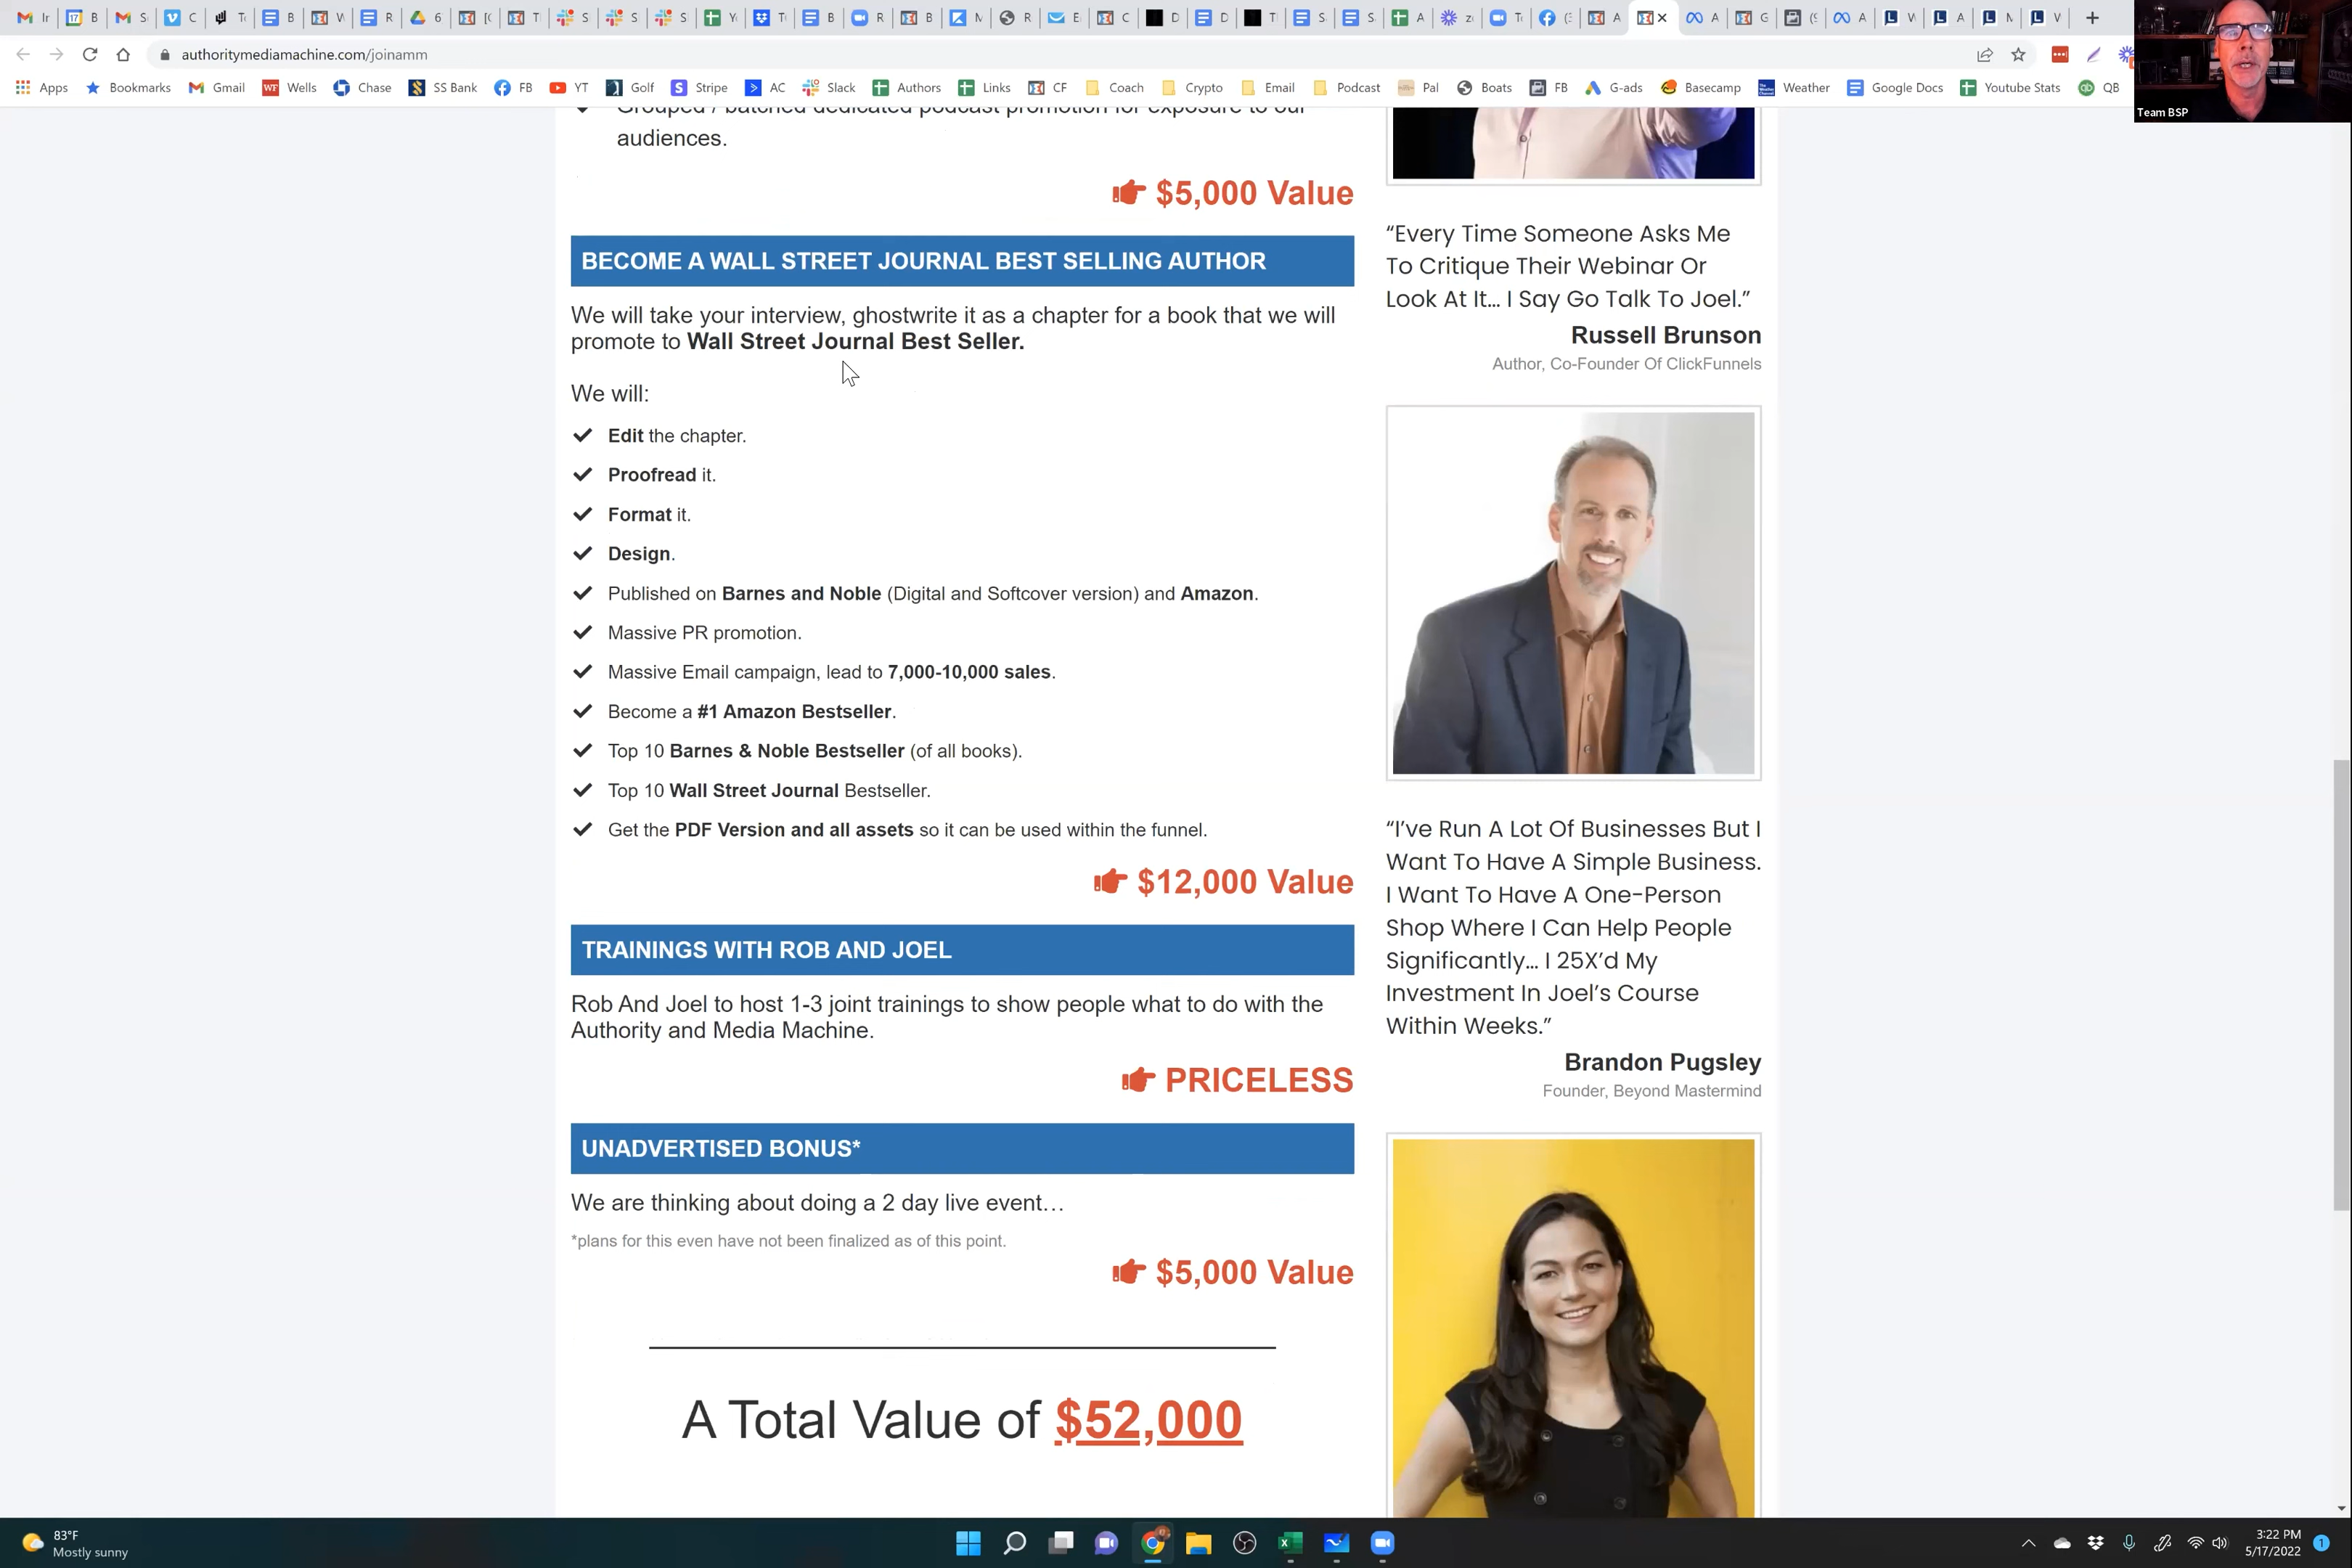 authoritymediamachine.com/joinamm
Team BSP
Apps Bookmarks Gmail Wells Chase SS Bank FB YT Golf Stripe AC Slack Authors Links CF Coach Crypto Email Podcast Pal Boats FB G-ads Basecamp Weather Google Docs Youtube Stats QB
Grouped / batched dedicated podcast promotion for exposure to our
audiences.
$5,000 Value
BECOME A WALL STREET JOURNAL BEST SELLING AUTHOR
We will take your interview, ghostwrite it as a chapter for a book that we will
promote to Wall Street Journal Best Seller.
We will:
Edit the chapter.
Proofread it.
Format it.
Design.
Published on Barnes and Noble (Digital and Softcover version) and Amazon.
Massive PR promotion.
Massive Email campaign, lead to 7,000-10,000 sales.
Become a #1 Amazon Bestseller.
Top 10 Barnes & Noble Bestseller (of all books).
Top 10 Wall Street Journal Bestseller.
Get the PDF Version and all assets so it can be used within the funnel.
$12,000 Value
TRAININGS WITH ROB AND JOEL
Rob And Joel to host 1-3 joint trainings to show people what to do with the
Authority and Media Machine.
PRICELESS
UNADVERTISED BONUS*
We are thinking about doing a 2 day live event…
*plans for this even have not been finalized as of this point.
$5,000 Value
A Total Value of $52,000
“Every Time Someone Asks Me
To Critique Their Webinar Or
Look At It... I Say Go Talk To Joel.”
Russell Brunson
Author, Co-Founder Of ClickFunnels
“I’ve Run A Lot Of Businesses But I
Want To Have A Simple Business.
I Want To Have A One-Person
Shop Where I Can Help People
Significantly... I 25X’d My
Investment In Joel’s Course
Within Weeks.”
Brandon Pugsley
Founder, Beyond Mastermind
83°F
Mostly sunny
3:22 PM
5/17/2022